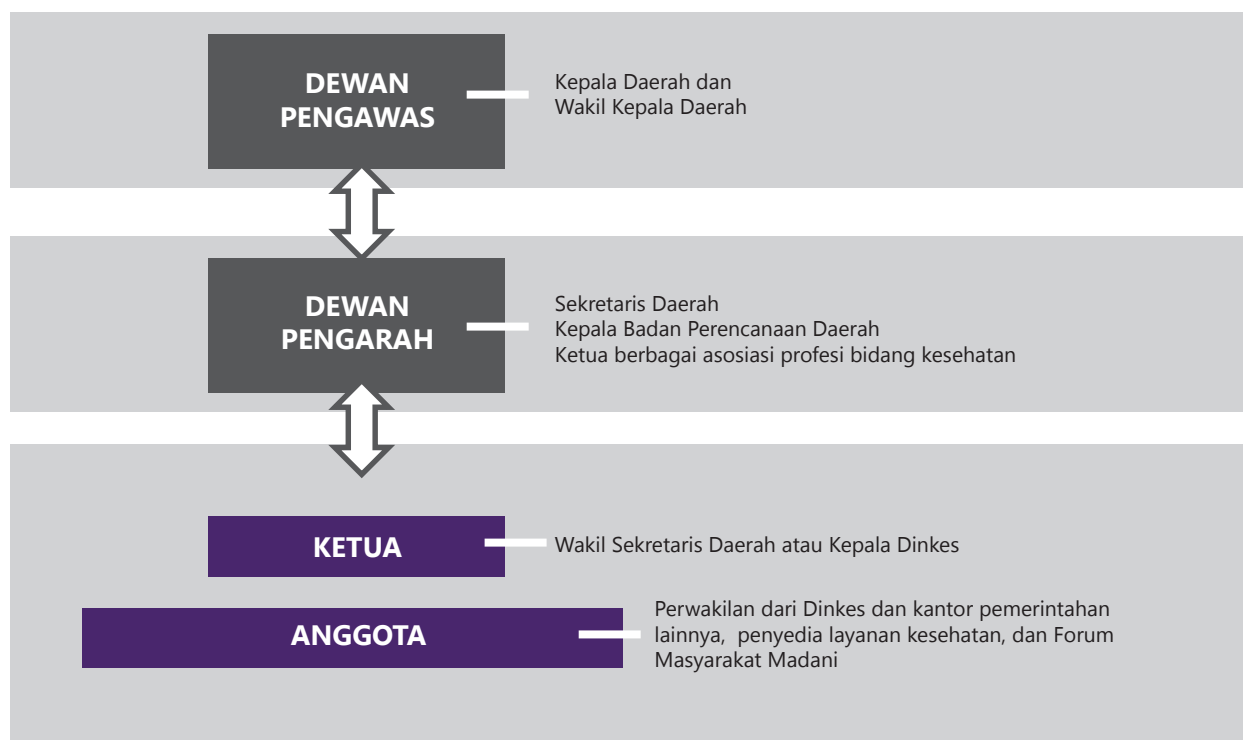 DEWAN
PENGAWAS
Kepala Daerah dan
Wakil Kepala Daerah
DEWAN
PENGARAH
Sekretaris Daerah
Kepala Badan Perencanaan Daerah
Ketua berbagai asosiasi profesi bidang kesehatan
KETUA
Wakil Sekretaris Daerah atau Kepala Dinkes
ANGGOTA
Perwakilan dari Dinkes dan kantor pemerintahan
lainnya, penyedia layanan kesehatan, dan Forum
Masyarakat Madani